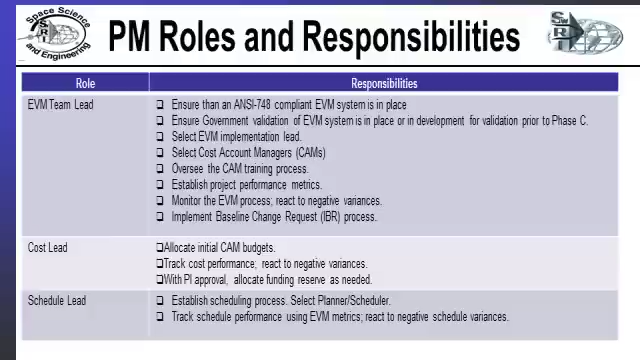 Space Science
SwRI
and Engineering
PM Roles and Responsibilities
SwRI
Role
Responsibilities
EVM Team Lead
❑ Ensure than an ANSI-748 compliant EVM system is in place
❑ Ensure Government validation of EVM system is in place or in development for validation prior to Phase C.
❑ Select EVM implementation lead.
❑ Select Cost Account Managers (CAMs)
❑ Oversee the CAM training process.
❑ Establish project performance metrics.
❑ Monitor the EVM process; react to negative variances.
❑ Implement Baseline Change Request (IBR) process.
Cost Lead
❑Allocate initial CAM budgets.
❑Track cost performance; react to negative variances.
❑With PI approval, allocate funding reserve as needed.
Schedule Lead
❑ Establish scheduling process. Select Planner/Scheduler.
❑ Track schedule performance using EVM metrics; react to negative schedule variances.